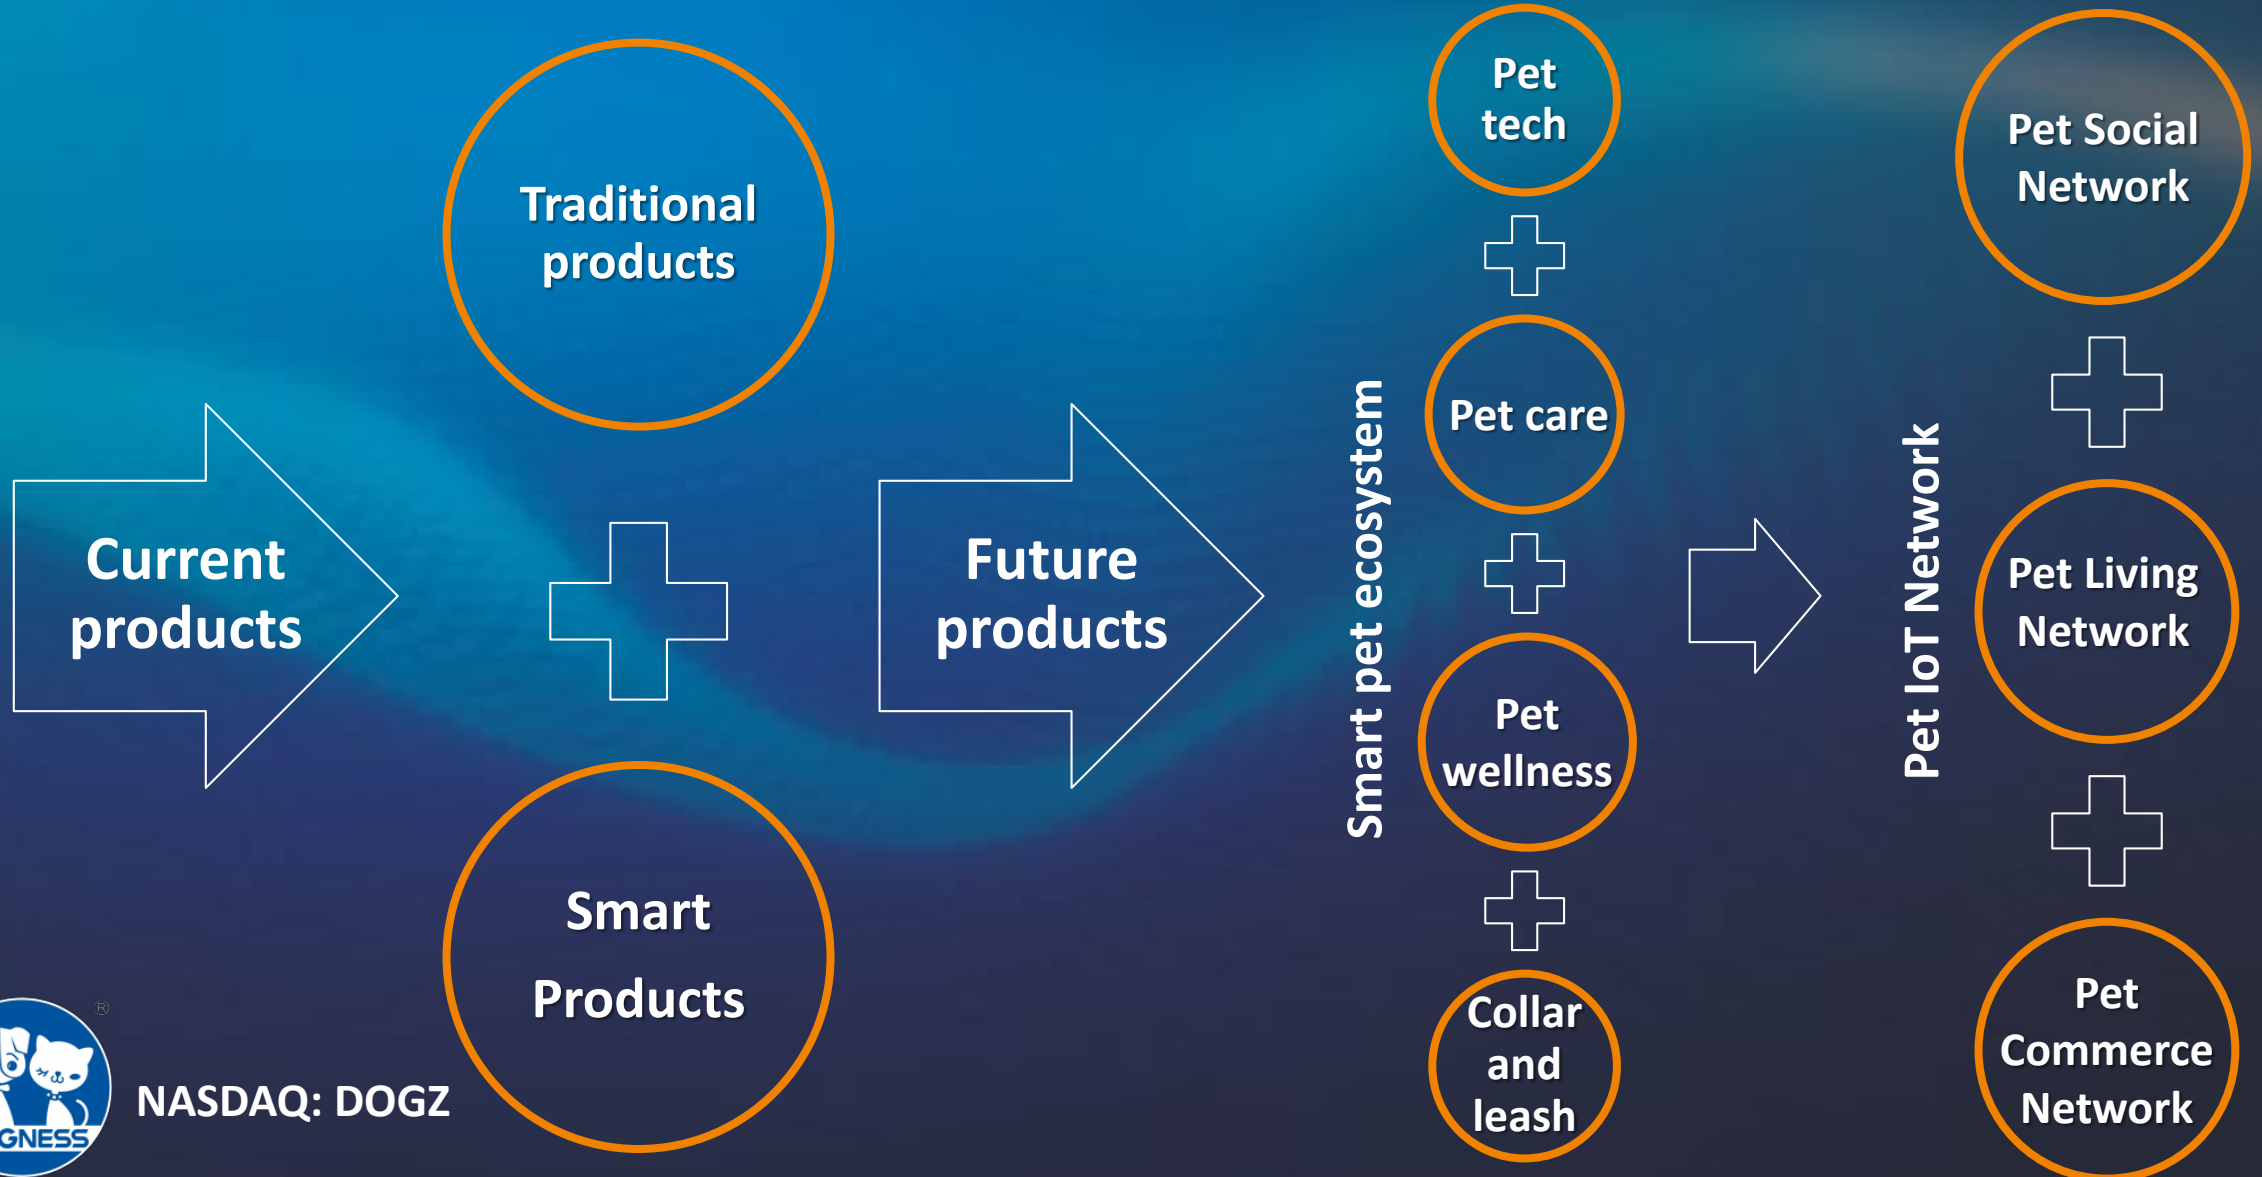 Current
products
Traditional
products
Smart
Products
Future
products
Smart pet ecosystem
Pet
tech
Pet care
Pet
wellness
Collar
and
leash
Pet IoT Network
Pet Social
Network
Pet Living
Network
Pet
Commerce
Network
®
GNESS
NASDAQ: DOGZ